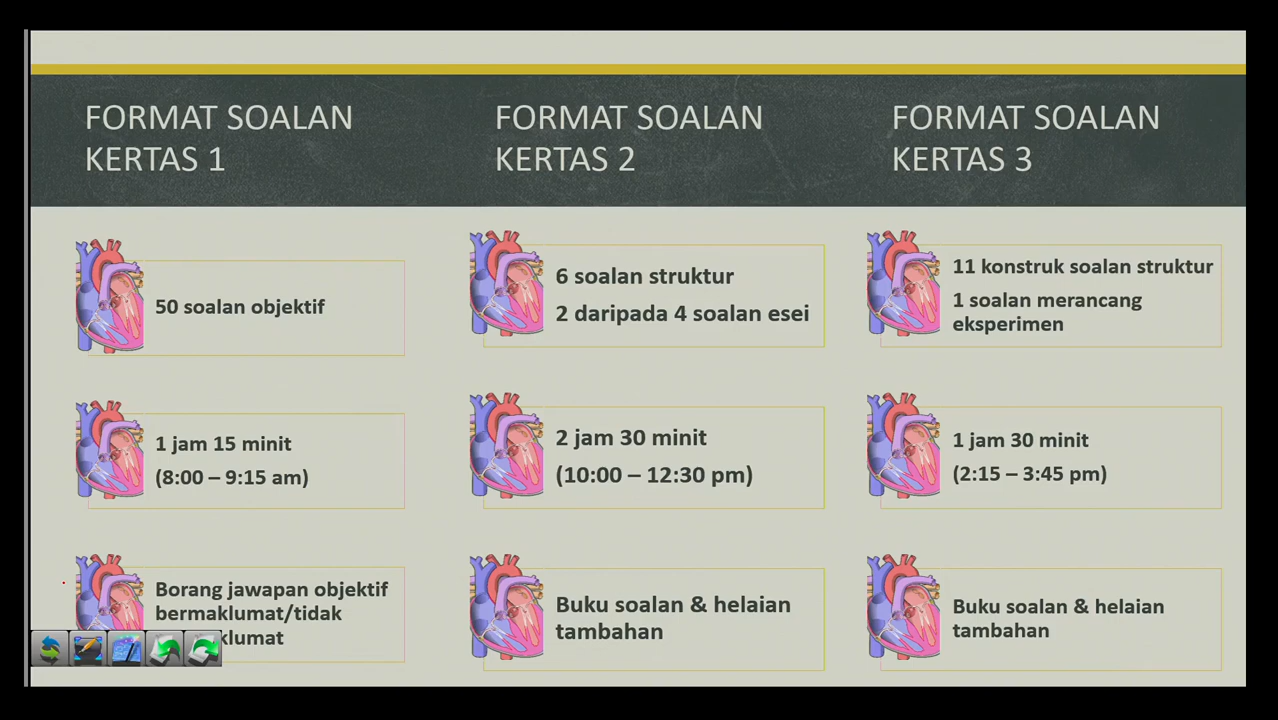 FORMAT SOALAN
KERTAS 1
FORMAT SOALAN
KERTAS 2
FORMAT SOALAN
KERTAS 3
50 soalan objektif
6 soalan struktur
2 daripada 4 soalan esei
11 konstruk soalan struktur
1 soalan merancang
eksperimen
1 jam 15 minit
(8:00 – 9:15 am)
2 jam 30 minit
(10:00 – 12:30 pm)
1 jam 30 minit
(2:15 – 3:45 pm)
Borang jawapan objektif
bermaklumat/tidak
klumat
Buku soalan & helaian
tambahan
Buku soalan & helaian
tambahan